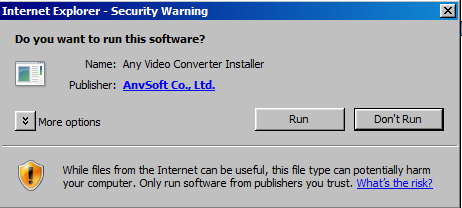 Internet Explorer - Security Warning
Do you want to run this software?
Name: Any Video Converter Installer
Publisher: AnvSoft Co., Ltd.
More options
Run
Don't Run
While files from the Internet can be useful, this file type can potentially harm
your computer. Only run software from publishers you trust. What's the risk?